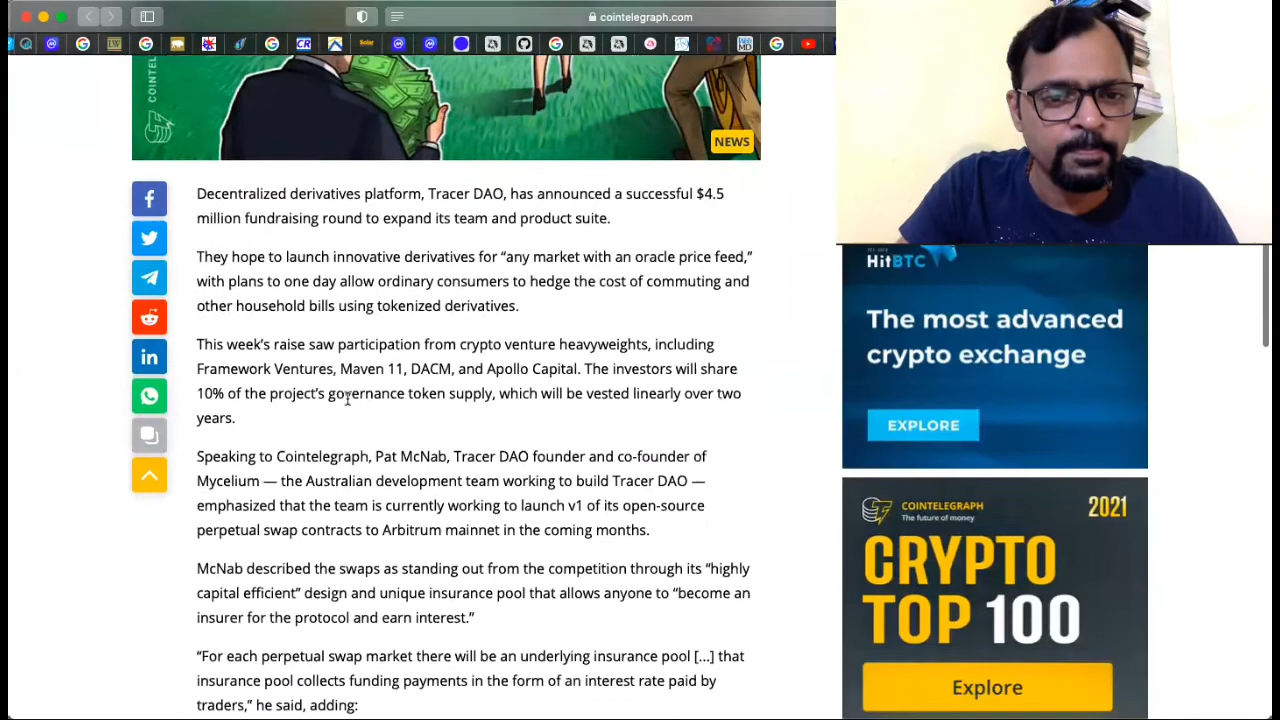 cointelegraph.com
COINTELEGRAPH
NEWS
Decentralized derivatives platform, Tracer DAO, has announced a successful $4.5
million fundraising round to expand its team and product suite.
They hope to launch innovative derivatives for “any market with an oracle price feed,”
with plans to one day allow ordinary consumers to hedge the cost of commuting and
other household bills using tokenized derivatives.
This week’s raise saw participation from crypto venture heavyweights, including
Framework Ventures, Maven 11, DACM, and Apollo Capital. The investors will share
10% of the project’s governance token supply, which will be vested linearly over two
years.
Speaking to Cointelegraph, Pat McNab, Tracer DAO founder and co-founder of
Mycelium — the Australian development team working to build Tracer DAO —
emphasized that the team is currently working to launch v1 of its open-source
perpetual swap contracts to Arbitrum mainnet in the coming months.
McNab described the swaps as standing out from the competition through its “highly
capital efficient” design and unique insurance pool that allows anyone to “become an
insurer for the protocol and earn interest.”
“For each perpetual swap market there will be an underlying insurance pool [...] that
insurance pool collects funding payments in the form of an interest rate paid by
traders,” he said, adding:
HitBTC
The most advanced
crypto exchange
EXPLORE
COINTELEGRAPH
The future of money
2021
CRYPTO
TOP 100
Explore